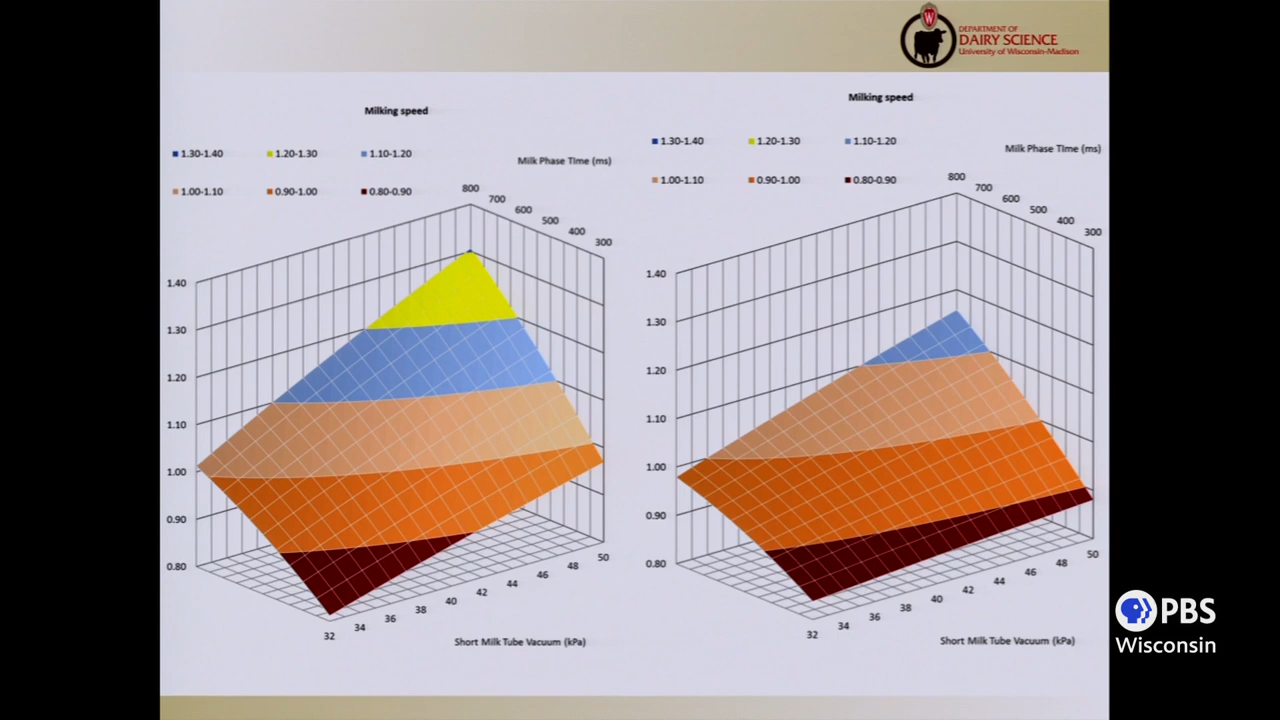 W
DEPARTMENT OF
DAIRY SCIENCE
University of Wisconsin-Madison
Milking speed
1.30-1.40 1.20-1.30 1.10-1.20
1.00-1.10 0.90-1.00 0.80-0.90
Milk Phase TIme (ms)
800
700
600
500
400
300
1.40
1.30
1.20
1.10
1.00
0.90
0.80
50
48
46
44
42
40
38
36
34
32
Short Milk Tube Vacuum (kPa)
Milking speed
1.30-1.40 1.20-1.30 1.10-1.20
1.00-1.10 0.90-1.00 0.80-0.90
Milk Phase TIme (ms)
800
700
600
500
400
300
1.40
1.30
1.20
1.10
1.00
0.90
0.80
50
48
46
44
42
40
38
36
34
32
Short Milk Tube Vacuum (kPa)
PBS
Wisconsin